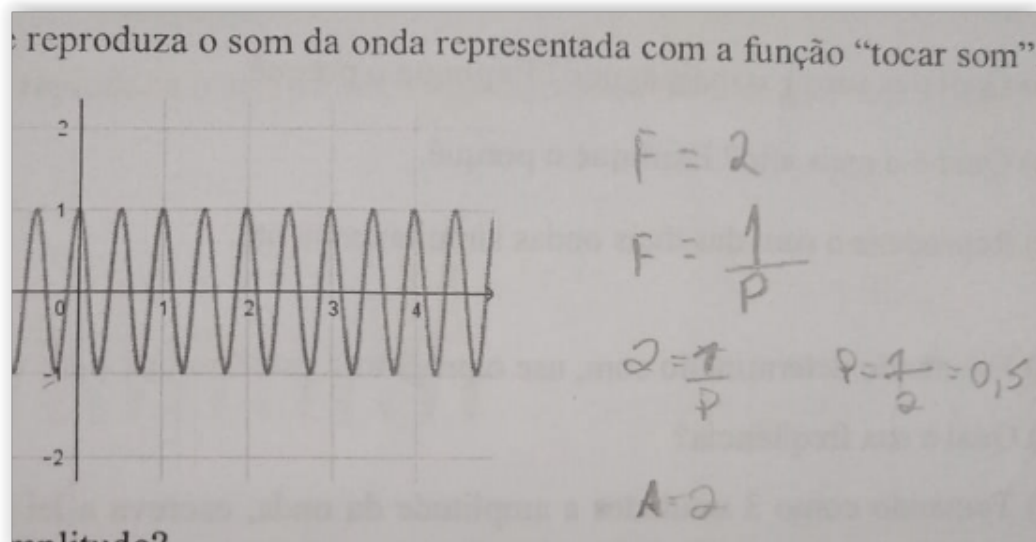 reproduza o som da onda representada com a função “tocar som”
2
1
0 1 2 3 4
-1
-2
F = 2
F = 1/P
2 = 1/P P = 1/2 = 0,5
A = 2